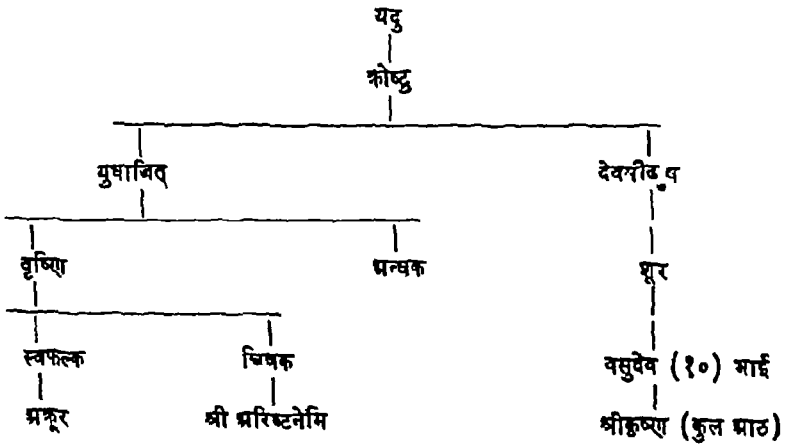 यदु
क्रोष्टु
युधाजित् देवमीढुष
वृष्णि अन्धक शूर
स्वफल्क चित्रक वसुदेव (१०) भाई
अक्रूर श्री अरिष्टनेमि श्रीकृष्ण (कुल आठ)